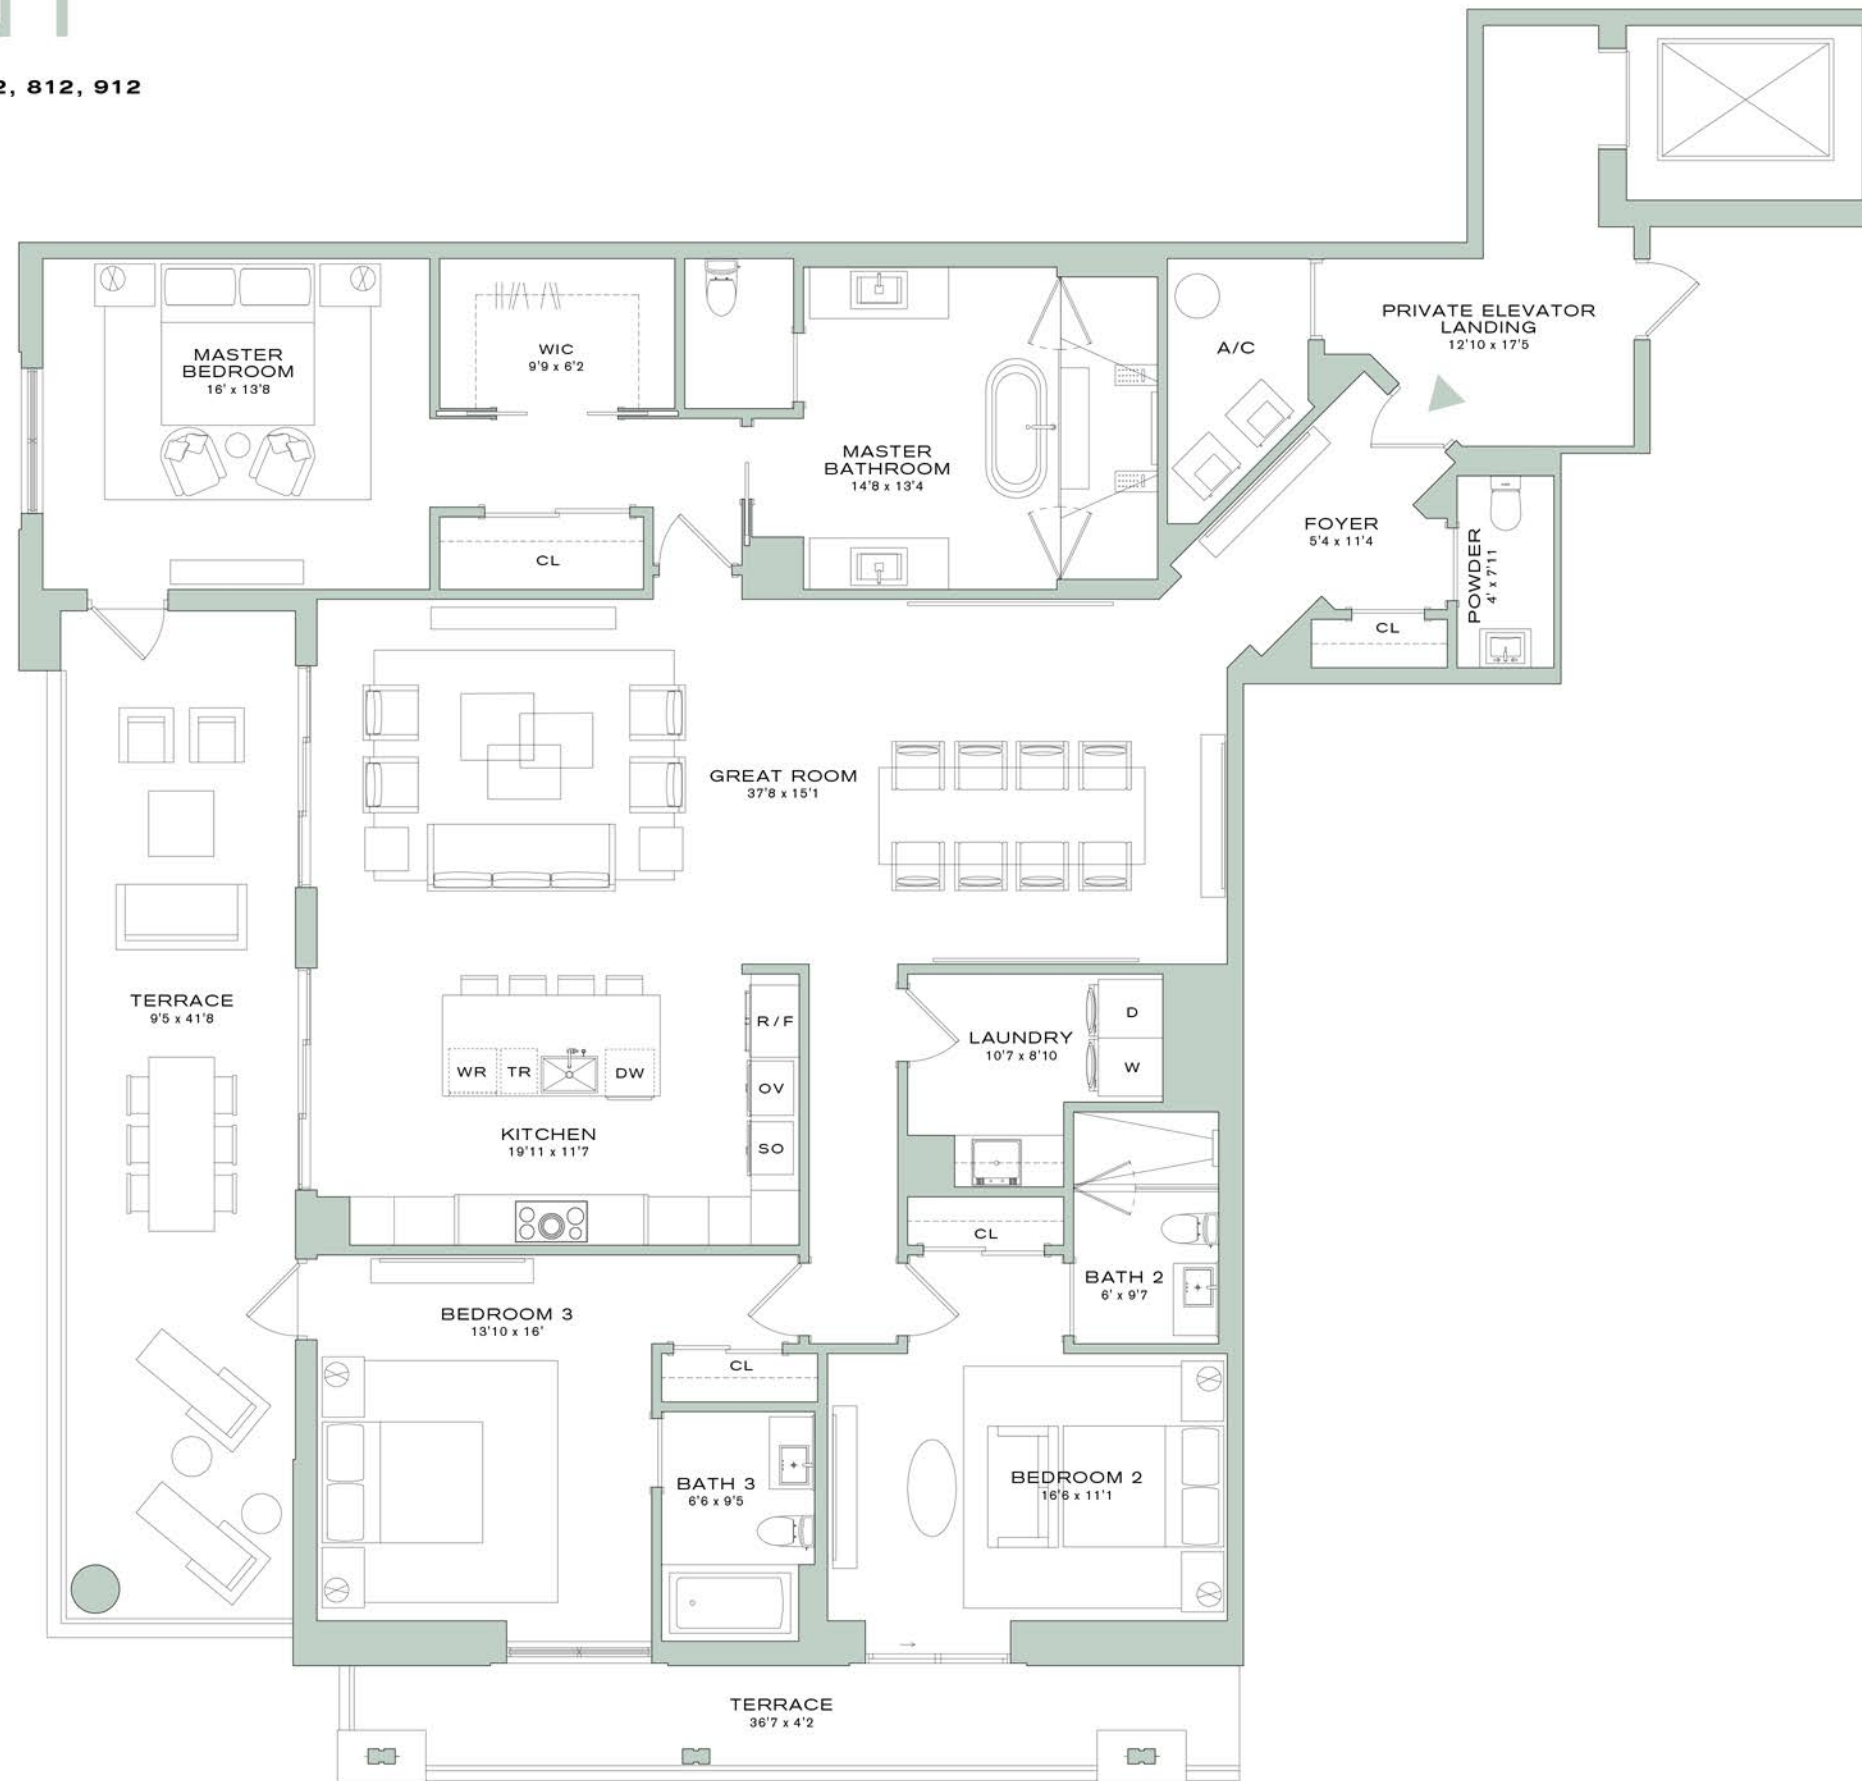 812, 912
PRIVATE ELEVATOR
LANDING
12'10 x 17'5
MASTER
BEDROOM
16' x 13'8
WIC
9'9 x 6'2
A/C
MASTER
BATHROOM
14'8 x 13'4
FOYER
5'4 x 11'4
POWDER
4' x 7'11
CL
CL
GREAT ROOM
37'8 x 15'1
TERRACE
9'5 x 41'8
R/F
WR
TR
DW
OV
SO
KITCHEN
19'11 x 11'7
LAUNDRY
10'7 x 8'10
D
W
CL
BATH 2
6' x 9'7
BEDROOM 3
13'10 x 16'
CL
BATH 3
6'6 x 9'5
BEDROOM 2
16'6 x 11'1
TERRACE
36'7 x 4'2